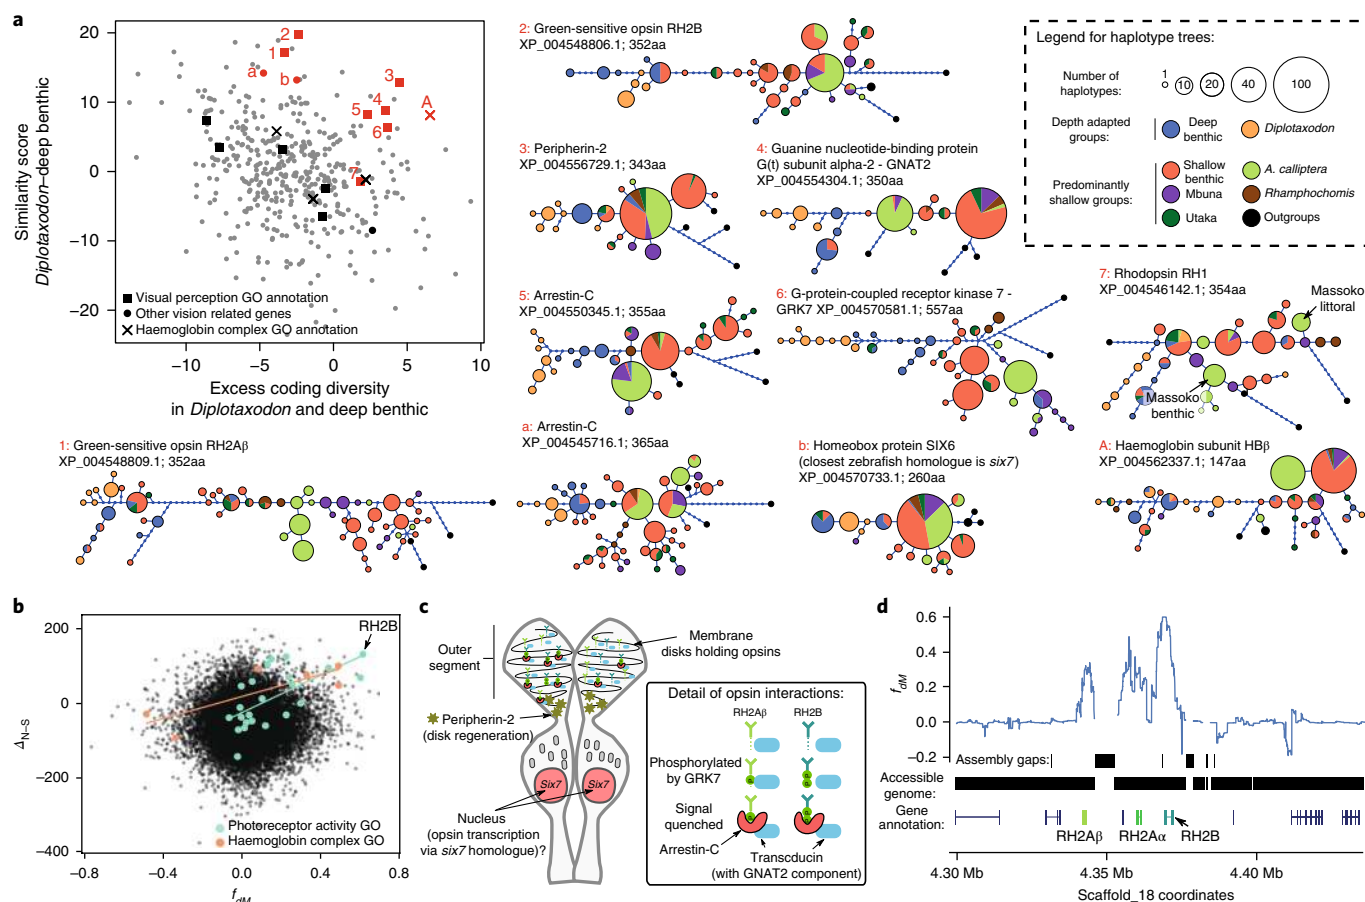 a
20
10
0
−10
−20
−10
−5
0
5
10
Similarity score
Diplotaxodon–deep benthic
Excess coding diversity
in Diplotaxodon and deep benthic
2
1
a
b
3
4
5
6
7
A
Visual perception GO annotation
Other vision related genes
Haemoglobin complex GO annotation
2: Green-sensitive opsin RH2B
XP_004548806.1; 352aa
3: Peripherin-2
XP_004556729.1; 343aa
4: Guanine nucleotide-binding protein
G(t) subunit alpha-2 - GNAT2
XP_004554304.1; 350aa
Legend for haplotype trees:
Number of
haplotypes:
1
10
20
40
100
Depth adapted
groups:
Deep
benthic
Diplotaxodon
Predominantly
shallow groups:
Shallow
benthic
Mbuna
Utaka
A. calliptera
Rhamphochomis
Outgroups
5: Arrestin-C
XP_004550345.1; 355aa
6: G-protein-coupled receptor kinase 7 -
GRK7 XP_004570581.1; 557aa
7: Rhodopsin RH1
XP_004546142.1; 354aa
Massoko
littoral
Massoko
benthic
1: Green-sensitive opsin RH2Aβ
XP_004548809.1; 352aa
a: Arrestin-C
XP_004545716.1; 365aa
b: Homeobox protein SIX6
(closest zebrafish homologue is six7)
XP_004570733.1; 260aa
A: Haemoglobin subunit HBβ
XP_004562337.1; 147aa
b
200
0
−200
−400
−0.8
−0.4
0
0.4
0.8
ΔN–S
fdM
RH2B
Photoreceptor activity GO
Haemoglobin complex GO
c
Outer
segment
Membrane
disks holding opsins
Peripherin-2
(disk regeneration)
Six7
Six7
Nucleus
(opsin transcription
via six7 homologue)?
Detail of opsin interactions:
RH2Aβ
RH2B
Phosphorylated
by GRK7
P
P
Signal
quenched
P
P
Arrestin-C
Transcducin
(with GNAT2 component)
d
0.6
0.4
0.2
0.0
−0.2
fdM
Assembly gaps:
Accessible
genome:
Gene
annotation:
RH2Aβ
RH2Aα
RH2B
4.30 Mb
4.35 Mb
4.40 Mb
Scaffold_18 coordinates